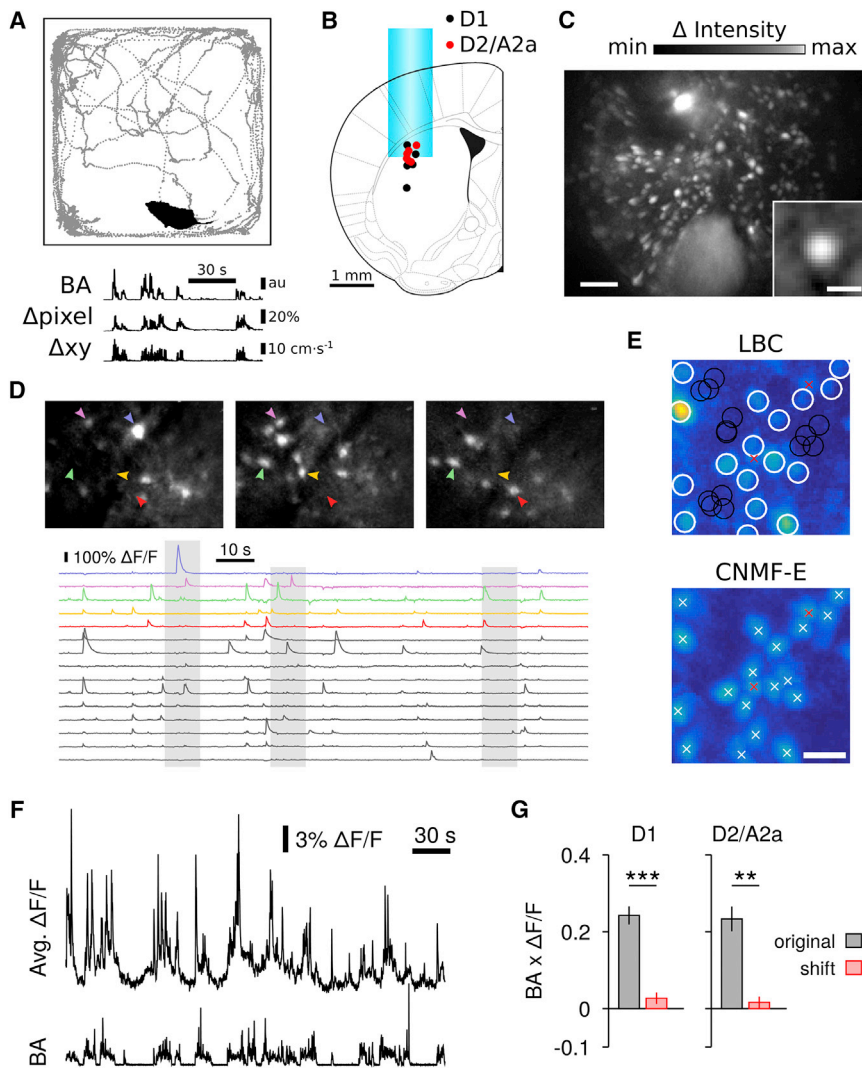 A
30 s
BA
au
Δpixel
20%
Δxy
10 cm·s⁻¹
B
D1
D2/A2a
1 mm
C
Δ Intensity
min
max
D
100% ΔF/F
10 s
E
LBC
CNMF-E
F
3% ΔF/F
30 s
Avg. ΔF/F
BA
G
D1
D2/A2a
0.4
***
**
0.2
0
-0.1
BA x ΔF/F
original
shift